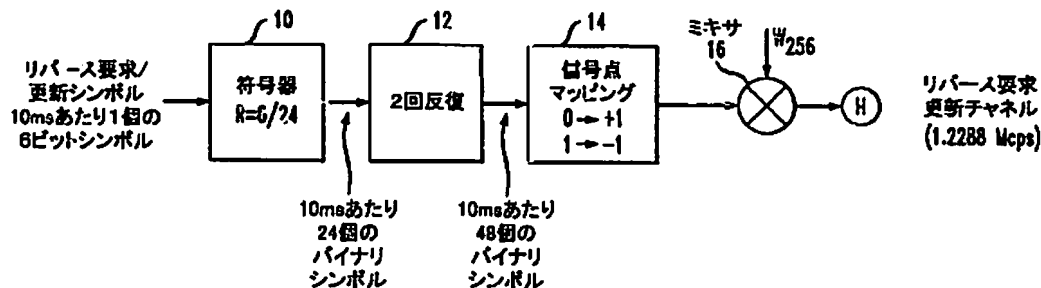 リバース要求/
更新シンボル
10msあたり1個の
6ビットシンボル
10
符号器
R=6/24
10msあたり
24個の
バイナリ
シンボル
12
2回反復
10msあたり
48個の
バイナリ
シンボル
14
信号点
マッピング
0→+1
1→-1
ミキサ
16
W256
H
リバース要求
更新チャネル
(1.2288 Mcps)